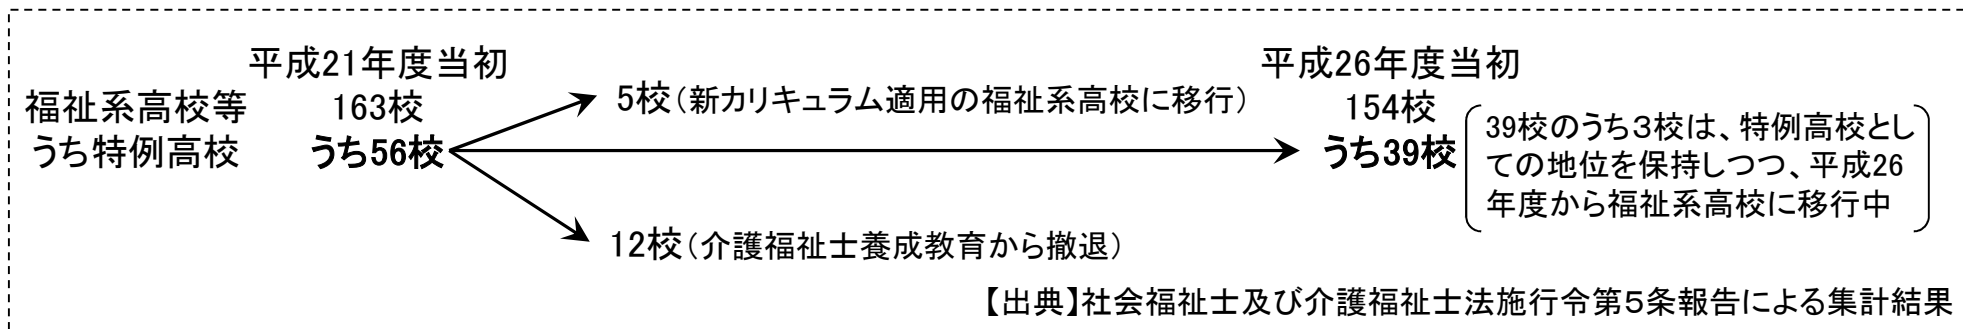 平成21年度当初
福祉系高校等 163校
うち特例高校 うち56校
5校(新カリキュラム適用の福祉系高校に移行)
12校(介護福祉士養成教育から撤退)
平成26年度当初
154校
うち39校
39校のうち3校は、特例高校とし
ての地位を保持しつつ、平成26
年度から福祉系高校に移行中
【出典】社会福祉士及び介護福祉士法施行令第5条報告による集計結果